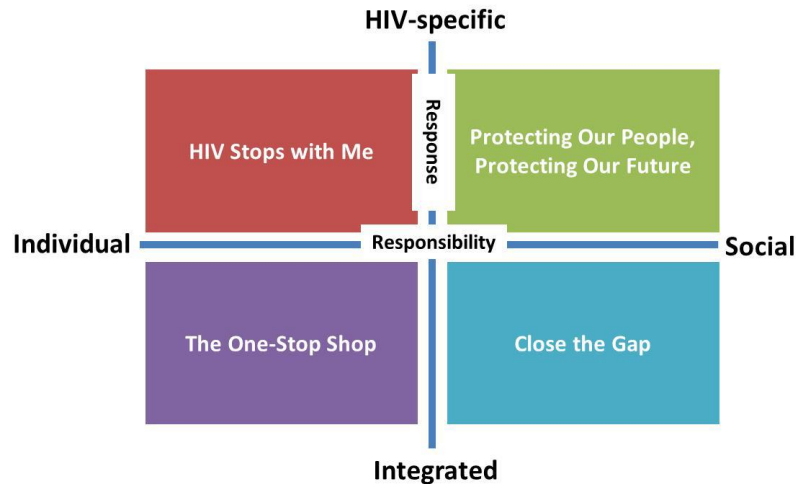 HIV-specific
Response
HIV Stops with Me
Protecting Our People,
Protecting Our Future
Individual
Responsibility
Social
The One-Stop Shop
Close the Gap
Integrated